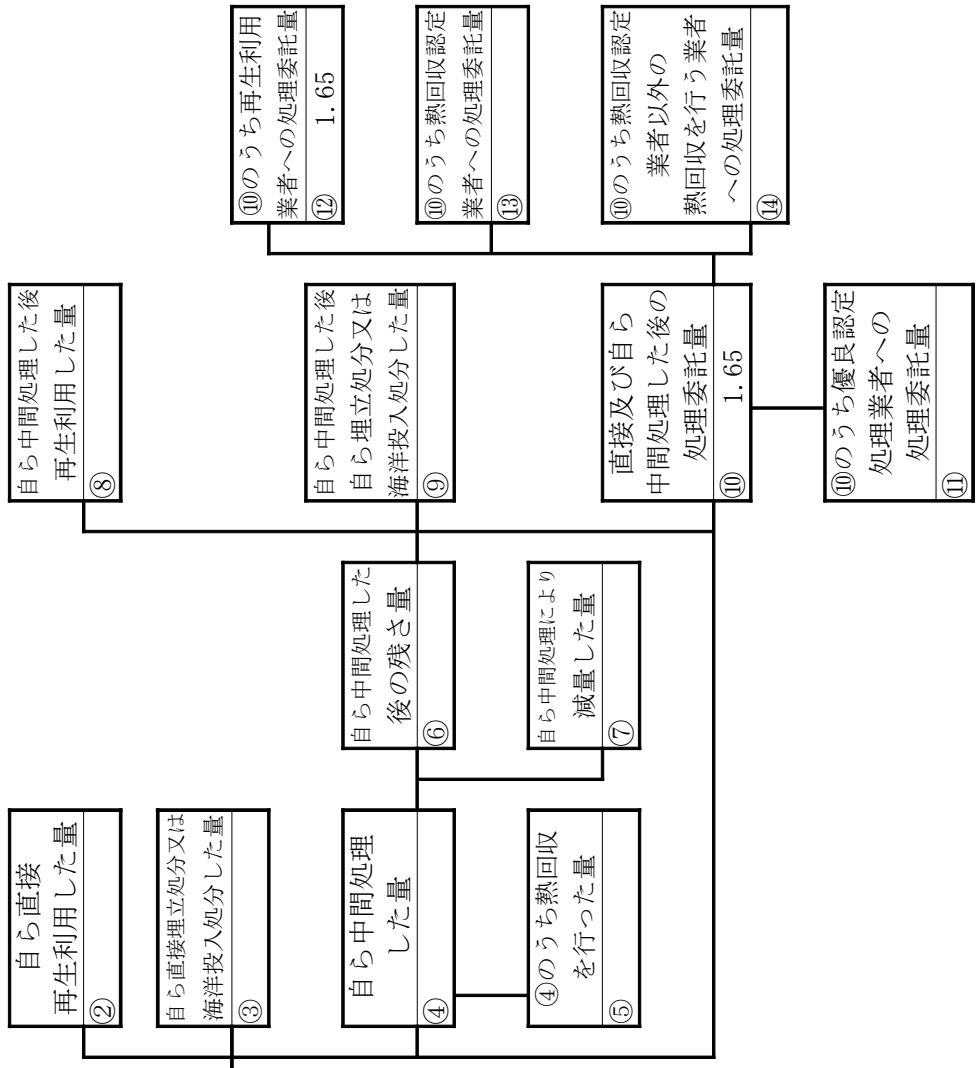 自ら直接
再生利用した量
②
自ら直接埋立処分又は
海洋投入処分した量
③
自ら中間処理
した量
④
④のうち熱回収
を行った量
⑤
自ら中間処理した
後の残さ量
⑥
自ら中間処理により
減量した量
⑦
自ら中間処理した後
再生利用した量
⑧
自ら中間処理した後
自ら埋立処分又は
海洋投入処分した量
⑨
直接及び自ら
中間処理した後の
処理委託量
⑩ 1.65
⑩のうち優良認定
処理業者への
処理委託量
⑪
⑩のうち再生利用
業者への処理委託量
⑫ 1.65
⑩のうち熱回収認定
業者への処理委託量
⑬
⑩のうち熱回収認定
業者以外の
熱回収を行う業者
への処理委託量
⑭